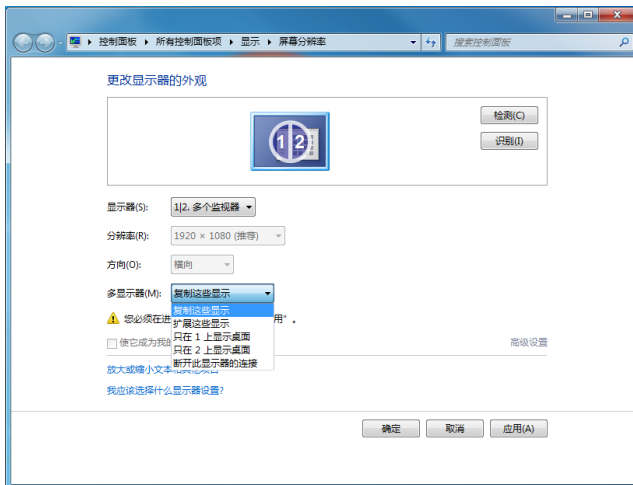 控制面板 ▸ 所有控制面板项 ▸ 显示 ▸ 屏幕分辨率
搜索控制面板
更改显示器的外观
检测(C)
1|2
识别(I)
显示器(S): 1|2. 多个监视器
分辨率(R): 1920 × 1080 (推荐)
方向(O): 横向
多显示器(M): 复制这些显示
复制这些显示
您必须在进 用”。
扩展这些显示
只在 1 上显示桌面
使它成为我 高级设置
只在 2 上显示桌面
断开此显示器的连接
放大或缩小文本
我应该选择什么显示器设置?
确定 取消 应用(A)